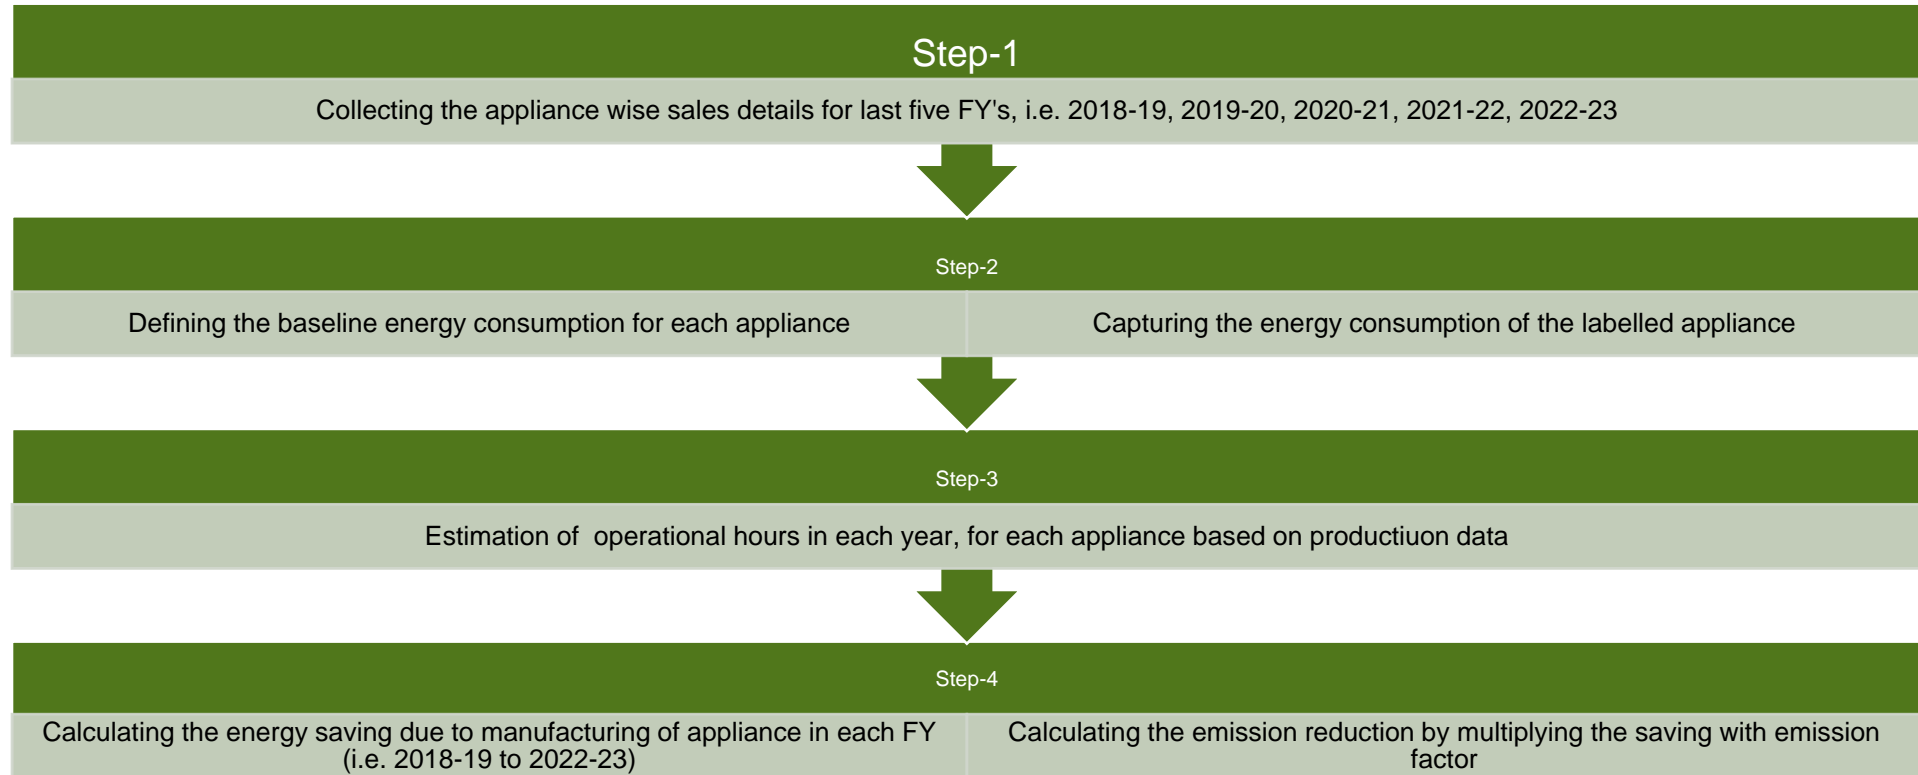 Step-1
Collecting the appliance wise sales details for last five FY's, i.e. 2018-19, 2019-20, 2020-21, 2021-22, 2022-23
Step-2
Defining the baseline energy consumption for each appliance
Capturing the energy consumption of the labelled appliance
Step-3
Estimation of  operational hours in each year, for each appliance based on productiuon data
Step-4
Calculating the energy saving due to manufacturing of appliance in each FY
(i.e. 2018-19 to 2022-23)
Calculating the emission reduction by multiplying the saving with emission
factor